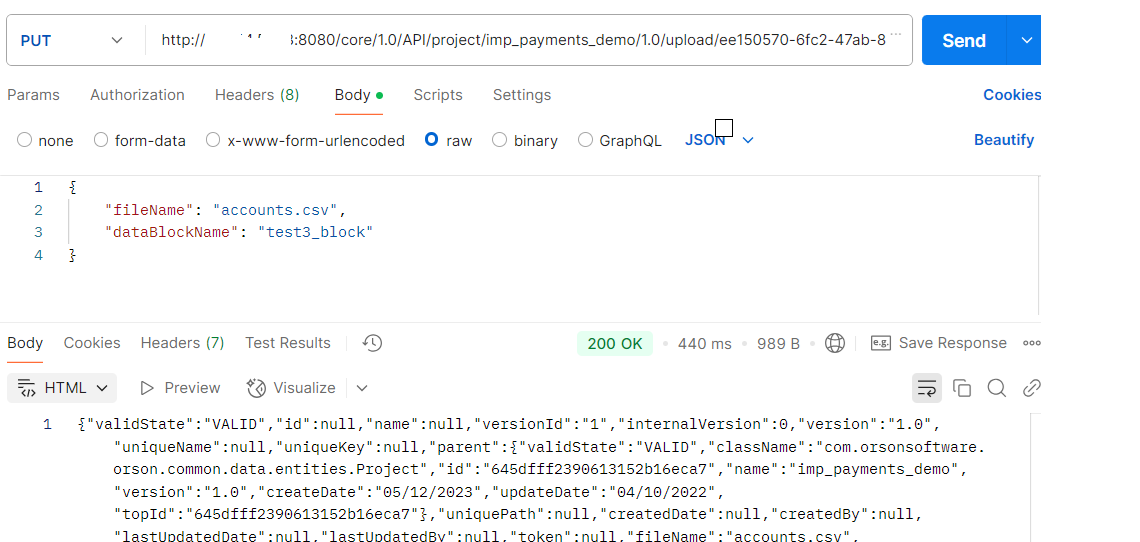 PUT http:// 3:8080/core/1.0/API/project/imp_payments_demo/1.0/upload/ee150570-6fc2-47ab-8 ... Send
Params Authorization Headers (8) Body Scripts Settings Cookies
none form-data x-www-form-urlencoded raw binary GraphQL JSON Beautify
1 {
2 "fileName": "accounts.csv",
3 "dataBlockName": "test3_block"
4 }
Body Cookies Headers (7) Test Results 200 OK 440 ms 989 B e.g. Save Response
HTML Preview Visualize
1 {"validState":"VALID","id":null,"name":null,"versionId":"1","internalVersion":0,"version":"1.0",
"uniqueName":null,"uniqueKey":null,"parent":{"validState":"VALID","className":"com.orsonsoftware.
orson.common.data.entities.Project","id":"645dfff2390613152b16eca7","name":"imp_payments_demo",
"version":"1.0","createDate":"05/12/2023","updateDate":"04/10/2022",
"topId":"645dfff2390613152b16eca7"},"uniquePath":null,"createdDate":null,"createdBy":null,
"lastUpdatedDate":null,"lastUpdatedBy":null,"token":null,"fileName":"accounts.csv",